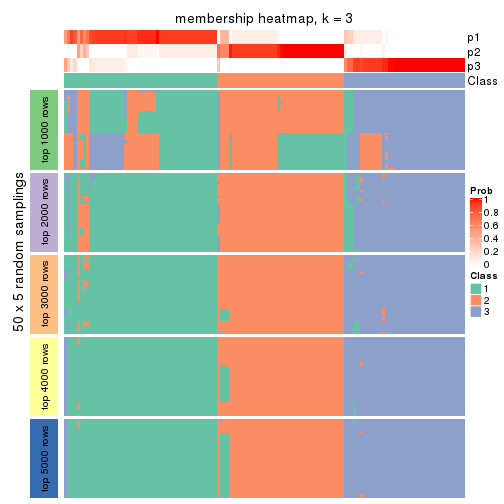 membership heatmap, k = 3
p1
p2
p3
Class
50 x 5 random samplings
top 1000 rows
top 2000 rows
top 3000 rows
top 4000 rows
top 5000 rows
Prob
1
0.8
0.6
0.4
0.2
0
Class
1
2
3